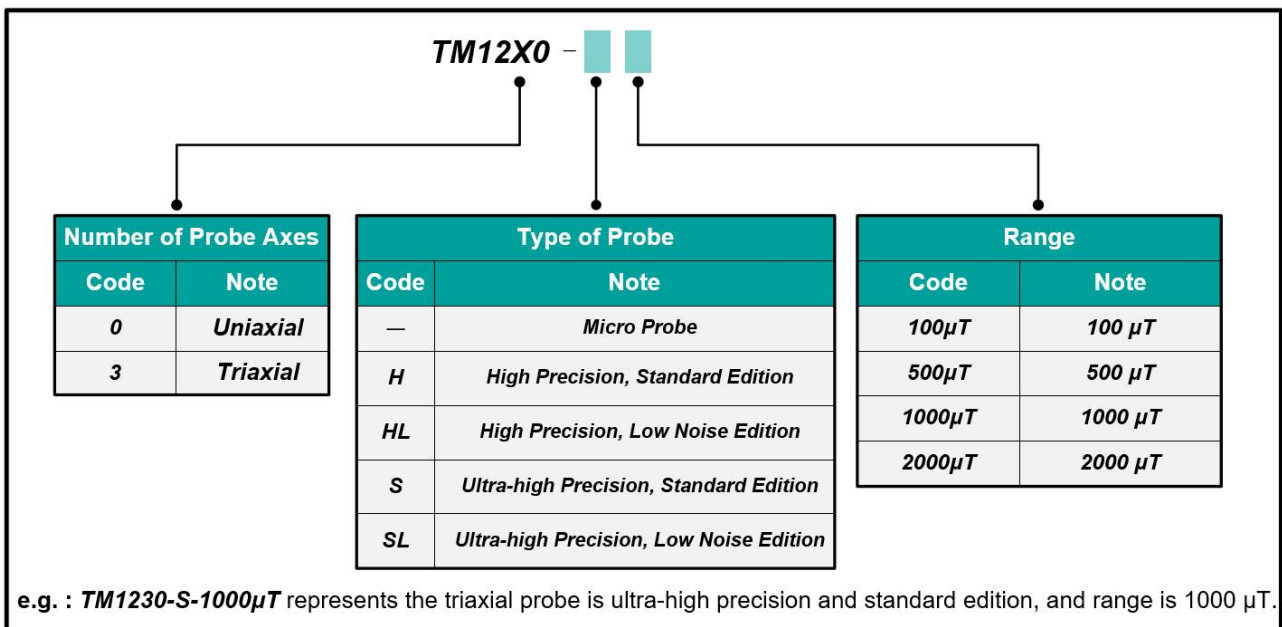 TM12X0 -
Number of Probe Axes
Code Note
0 Uniaxial
3 Triaxial
Type of Probe
Code Note
— Micro Probe
H High Precision, Standard Edition
HL High Precision, Low Noise Edition
S Ultra-high Precision, Standard Edition
SL Ultra-high Precision, Low Noise Edition
Range
Code Note
100μT 100 μT
500μT 500 μT
1000μT 1000 μT
2000μT 2000 μT
e.g. : TM1230-S-1000μT represents the triaxial probe is ultra-high precision and standard edition, and range is 1000 μT.